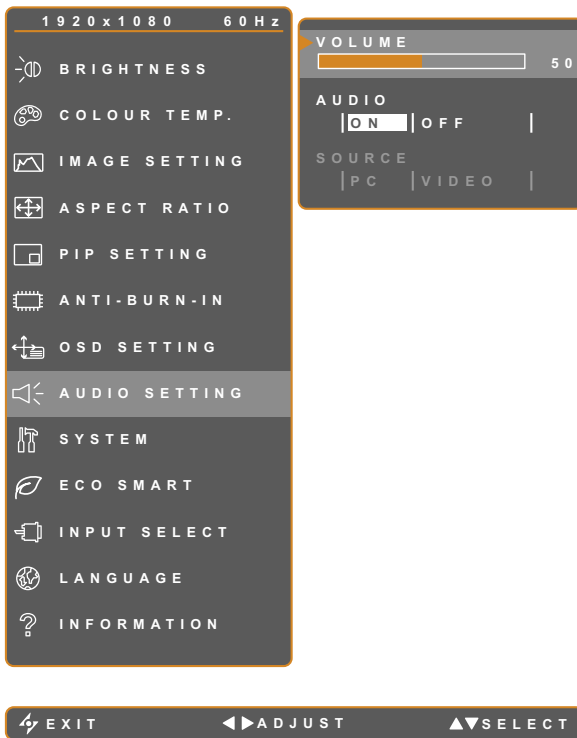 1920x1080 60Hz
BRIGHTNESS
COLOUR TEMP.
IMAGE SETTING
ASPECT RATIO
PIP SETTING
ANTI-BURN-IN
OSD SETTING
AUDIO SETTING
SYSTEM
ECO SMART
INPUT SELECT
LANGUAGE
INFORMATION
VOLUME
50
AUDIO
ON OFF
SOURCE
PC VIDEO
EXIT ADJUST SELECT